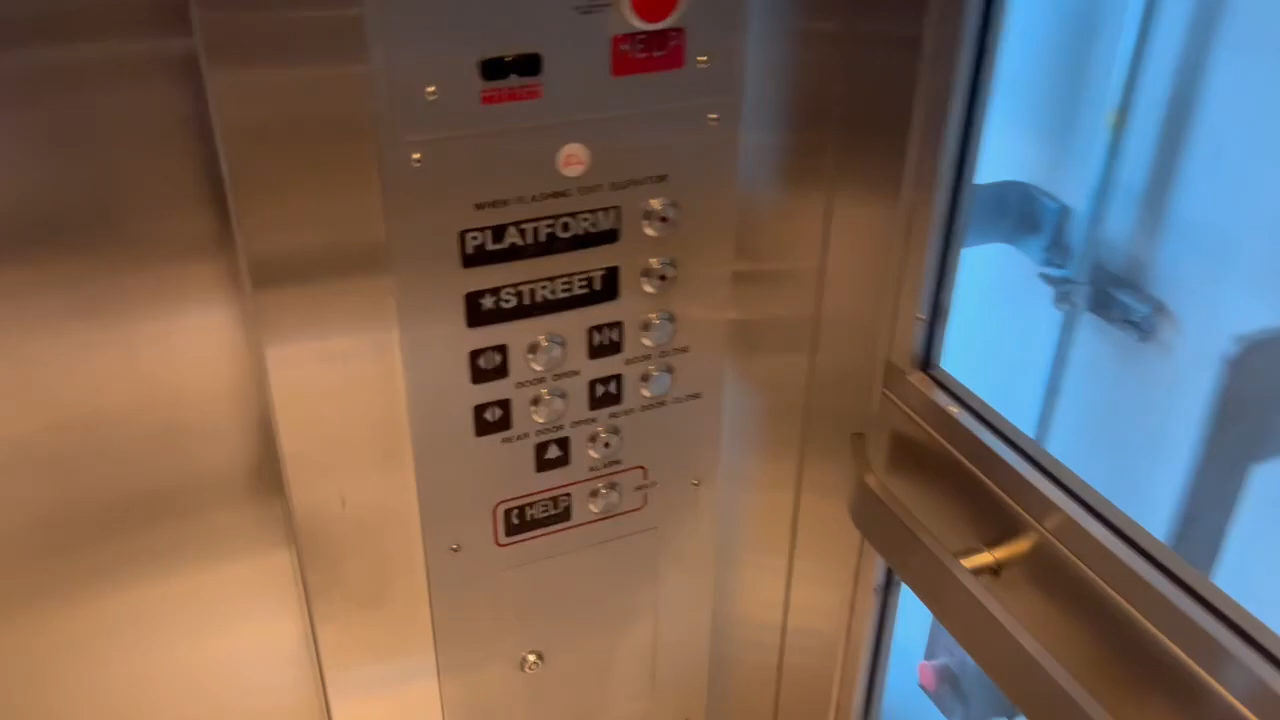 HELP
WHEN FLASHING EXIT ELEVATOR
PLATFORM
★STREET
DOOR OPEN
DOOR CLOSE
REAR DOOR OPEN
REAR DOOR CLOSE
ALARM
HELP